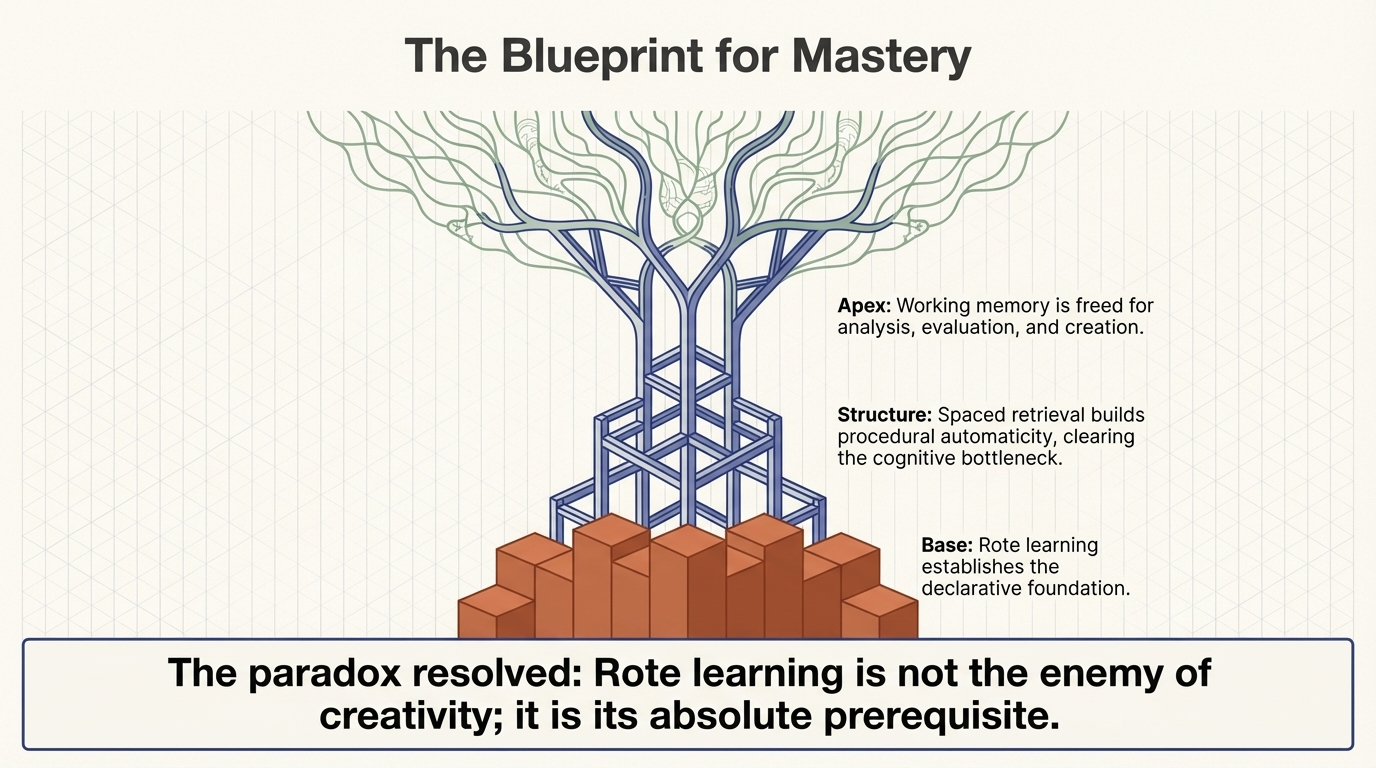 The Blueprint for Mastery
Apex: Working memory is freed for
analysis, evaluation, and creation.
Structure: Spaced retrieval builds
procedural automaticity, clearing
the cognitive bottleneck.
Base: Rote learning
establishes the
declarative foundation.
The paradox resolved: Rote learning is not the enemy of
creativity; it is its absolute prerequisite.